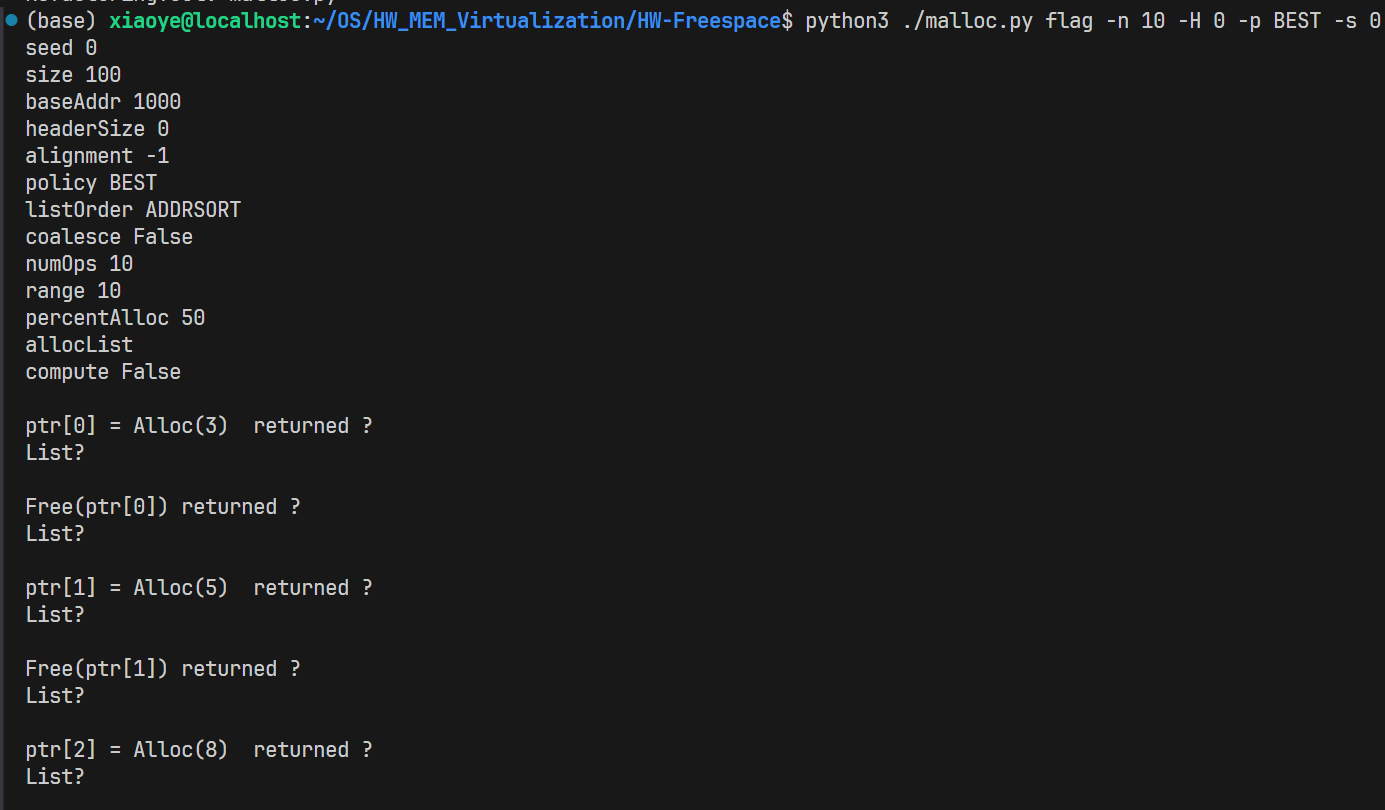 (base) xiaoye@localhost:~/OS/HW_MEM_Virtualization/HW-Freespace$ python3 ./malloc.py flag -n 10 -H 0 -p BEST -s 0
seed 0
size 100
baseAddr 1000
headerSize 0
alignment -1
policy BEST
listOrder ADDRSORT
coalesce False
numOps 10
range 10
percentAlloc 50
allocList
compute False

ptr[0] = Alloc(3)  returned ?
List?

Free(ptr[0]) returned ?
List?

ptr[1] = Alloc(5)  returned ?
List?

Free(ptr[1]) returned ?
List?

ptr[2] = Alloc(8)  returned ?
List?